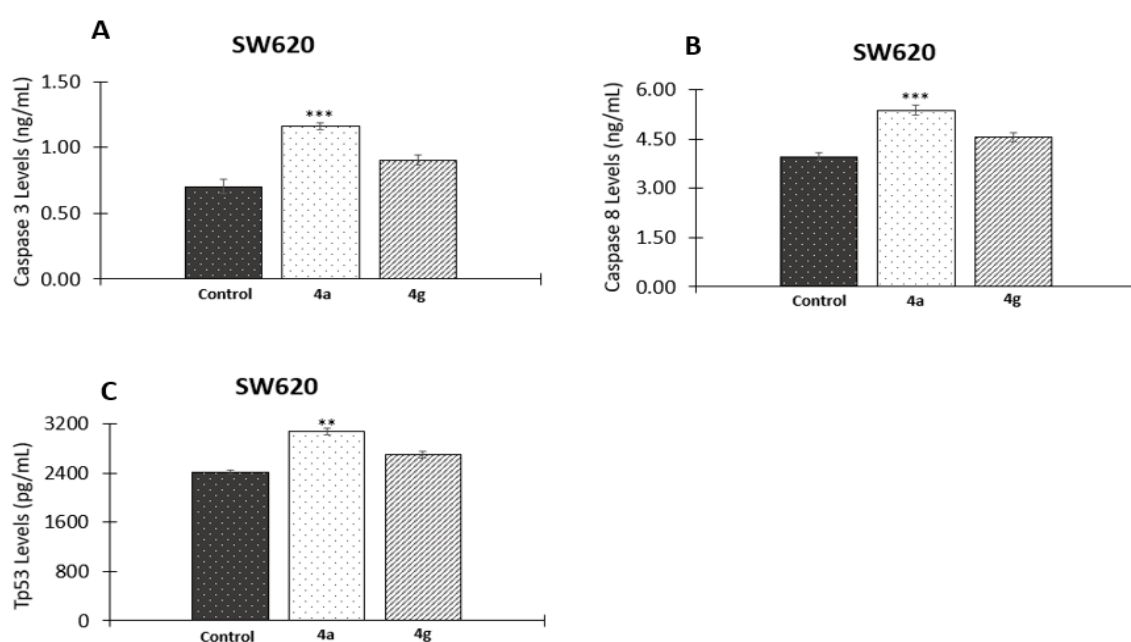 A
SW620
Caspase 3 Levels (ng/mL)
1.50
1.00
0.50
0.00
***
Control 4a 4g
B
SW620
Caspase 8 Levels (ng/mL)
6.00
4.50
3.00
1.50
0.00
***
Control 4a 4g
C
SW620
Tp53 Levels (pg/mL)
3200
2400
1600
800
0
**
Control 4a 4g